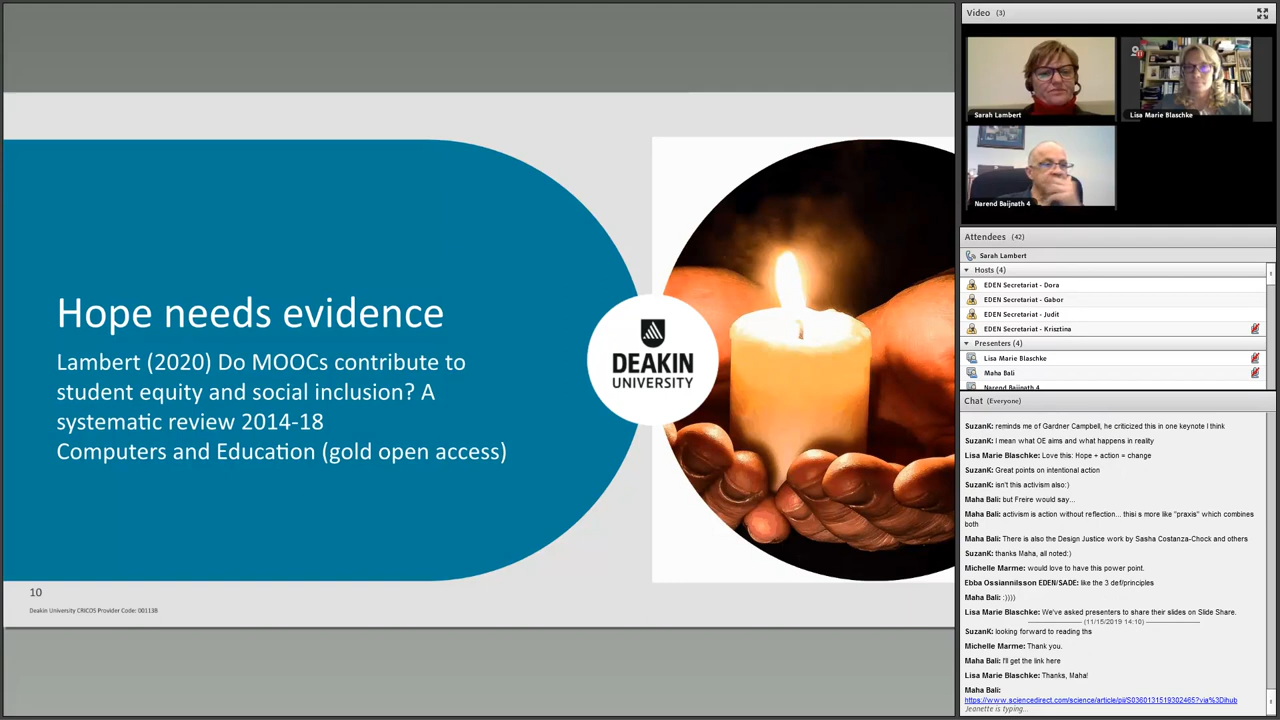 Hope needs evidence
Lambert (2020) Do MOOCs contribute to
student equity and social inclusion? A
systematic review 2014-18
Computers and Education (gold open access)
DEAKIN
UNIVERSITY
10
Deakin University CRICOS Provider Code: 00113B
Video (3)
Sarah Lambert
Lisa Marie Blaschke
Narend Baijnath 4
Attendees (42)
Sarah Lambert
Hosts (4)
EDEN Secretariat - Dora
EDEN Secretariat - Gabor
EDEN Secretariat - Judit
EDEN Secretariat - Krisztina
Presenters (4)
Lisa Marie Blaschke
Maha Bali
Narend Baijnath 4
Chat (Everyone)
SuzanK: reminds me of Gardner Campbell, he criticized this in one keynote I think
SuzanK: I mean what OE aims and what happens in reality
Lisa Marie Blaschke: Love this: Hope + action = change
SuzanK: Great points on intentional action
SuzanK: isn't this activism also:)
Maha Bali: but Freire would say...
Maha Bali: activism is action without reflection... thisi s more like "praxis" which combines
both
Maha Bali: There is also the Design Justice work by Sasha Costanza-Chock and others
SuzanK: thanks Maha, all noted:)
Michelle Marme: would love to have this power point.
Ebba Ossiannilsson EDEN/SADE: like the 3 def/principles
Maha Bali: :))))
Lisa Marie Blaschke: We've asked presenters to share their slides on Slide Share.
(11/15/2019 14:10)
SuzanK: looking forward to reading ths
Michelle Marme: Thank you.
Maha Bali: I'll get the link here
Lisa Marie Blaschke: Thanks, Maha!
Maha Bali:
https://www.sciencedirect.com/science/article/pii/S0360131519302465?via%3Dihub
Jeanette is typing...